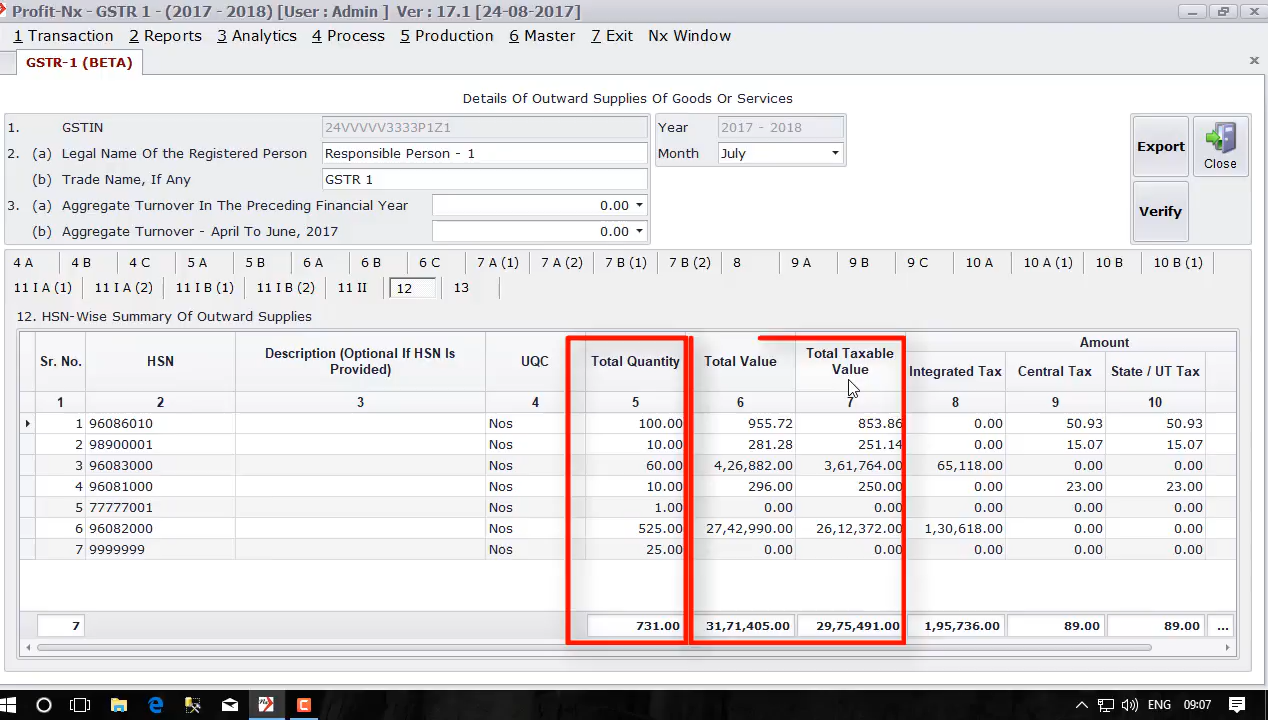 Profit-Nx - GSTR 1 - (2017 - 2018) [User : Admin ] Ver : 17.1 [24-08-2017]
1 Transaction 2 Reports 3 Analytics 4 Process 5 Production 6 Master 7 Exit Nx Window
GSTR-1 (BETA)
Details Of Outward Supplies Of Goods Or Services
1. GSTIN 24VVVVV3333P1Z1 Year 2017 - 2018
2. (a) Legal Name Of the Registered Person Responsible Person - 1 Month July
(b) Trade Name, If Any GSTR 1
3. (a) Aggregate Turnover In The Preceding Financial Year 0.00
(b) Aggregate Turnover - April To June, 2017 0.00
Export
Close
Verify
4 A 4 B 4 C 5 A 5 B 6 A 6 B 6 C 7 A (1) 7 A (2) 7 B (1) 7 B (2) 8 9 A 9 B 9 C 10 A 10 A (1) 10 B 10 B (1)
11 I A (1) 11 I A (2) 11 I B (1) 11 I B (2) 11 II 12 13
12. HSN-Wise Summary Of Outward Supplies
Sr. No. HSN Description (Optional If HSN Is Provided) UQC Total Quantity Total Value Total Taxable Value Amount
Integrated Tax Central Tax State / UT Tax
1 2 3 4 5 6 7 8 9 10
1 96086010 Nos 100.00 955.72 853.86 0.00 50.93 50.93
2 98900001 Nos 10.00 281.28 251.14 0.00 15.07 15.07
3 96083000 Nos 60.00 4,26,882.00 3,61,764.00 65,118.00 0.00 0.00
4 96081000 Nos 10.00 296.00 250.00 0.00 23.00 23.00
5 77777001 Nos 1.00 0.00 0.00 0.00 0.00 0.00
6 96082000 Nos 525.00 27,42,990.00 26,12,372.00 1,30,618.00 0.00 0.00
7 9999999 Nos 25.00 0.00 0.00 0.00 0.00 0.00
7 731.00 31,71,405.00 29,75,491.00 1,95,736.00 89.00 89.00 ...
ENG 09:07